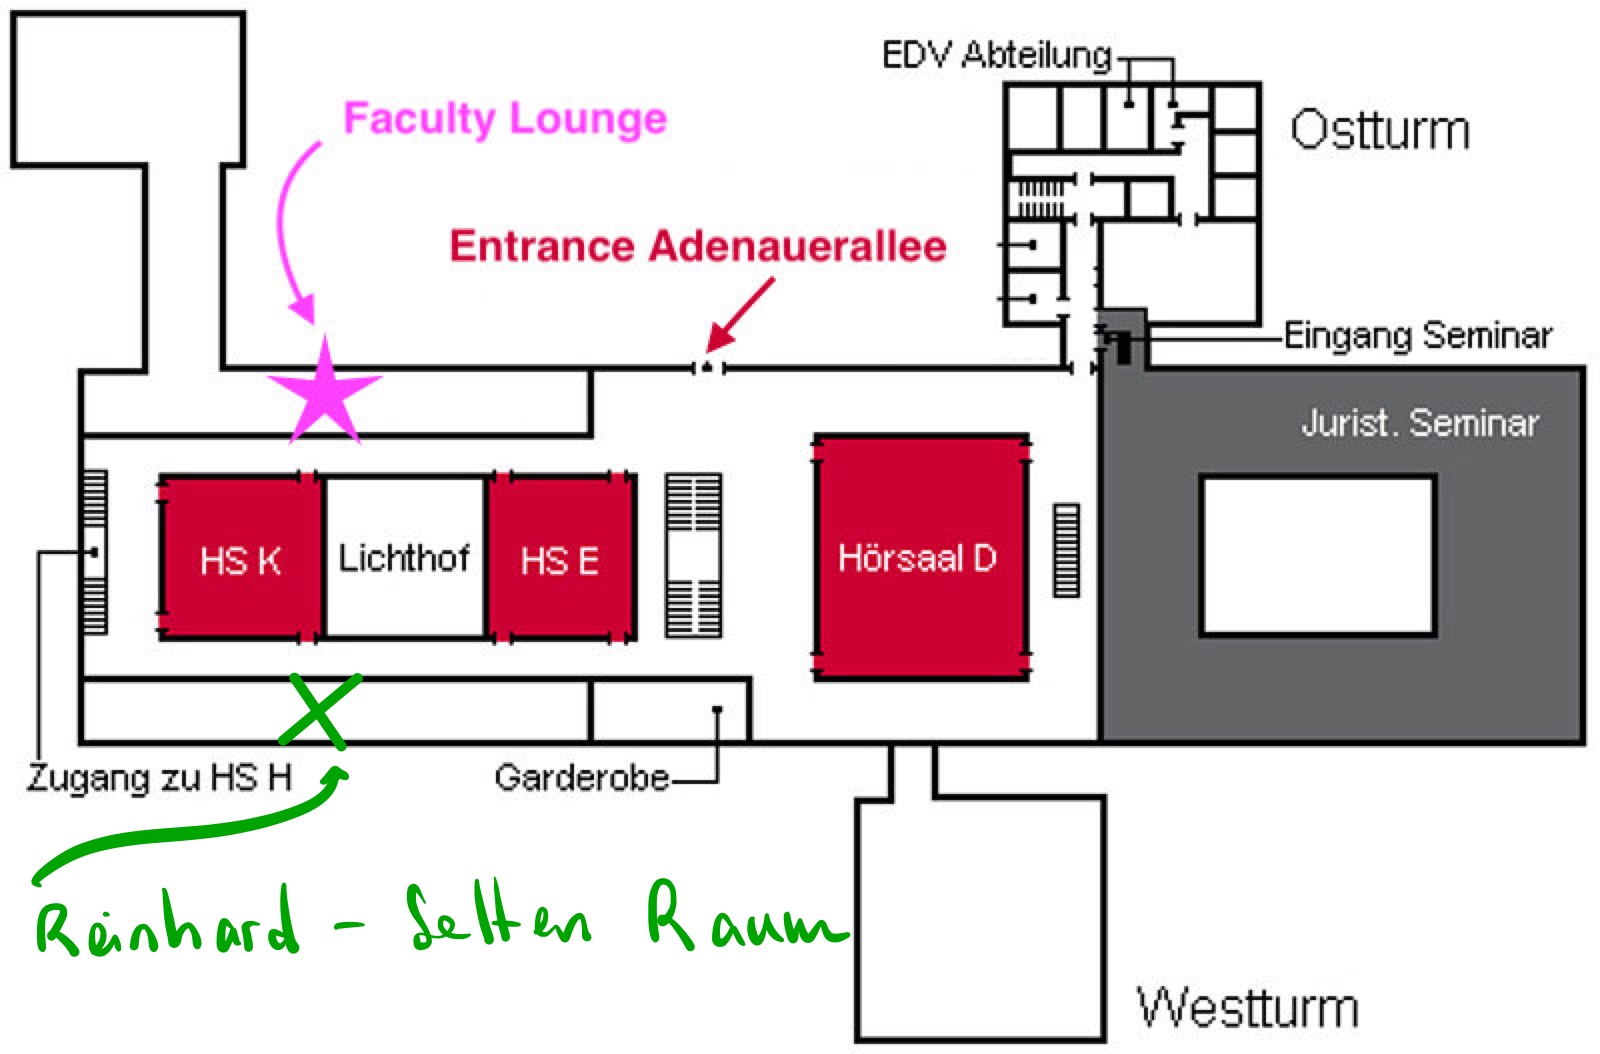 EDV Abteilung
Faculty Lounge
Ostturm
Entrance Adenauerallee
Eingang Seminar
Jurist. Seminar
HS K
Lichthof
HS E
Hörsaal D
Zugang zu HS H
Garderobe
Reinhard - Selten Raum
Westturm